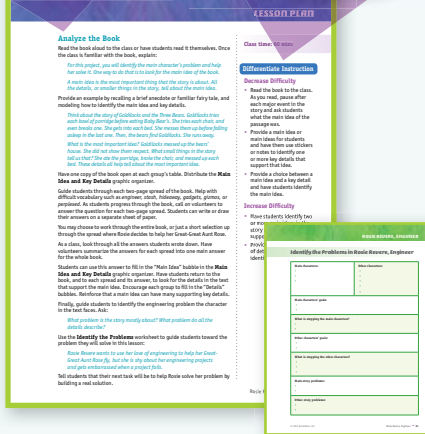 LESSON PLAN
Analyze the Book
Read the book aloud to the class or have students read it themselves. Once
the class is familiar with the book, explain:
For this project, you will identify the main character's problem and help
her solve it. One way to do that is to look for the main idea of the book.
A main idea is the most important thing that the story is about. All
the details, or smaller things in the story, tell about the main idea.
Provide an example by recalling a brief anecdote or familiar fairy tale, and
modeling how to identify the main idea and key details.
Think about the story of Goldilocks and the Three Bears. Goldilocks tries
each kind of porridge before eating Baby Bear's. She tries each chair, and
even breaks one. She gets into each bed. She messes them up before falling
asleep in the last one. Then, the bears find Goldilocks. She runs away.
What is the most important idea? Goldilocks messed up the bears'
house. She did not show them respect. What small things in the story
tell us that? She ate the porridge, broke the chair, and messed up each
bed. These details all help tell about the most important idea.
Have one copy of the book open at each group's table. Distribute the Main
Idea and Key Details graphic organizer.
Guide students through each two-page spread of the book. Help with
difficult vocabulary such as engineer, stash, hideaway, gadgets, gizmos, or
perplexed. As students progress through the book, call on volunteers to
answer the question for each two-page spread. Students can write or draw
their answers on a separate sheet of paper.
You may choose to work through the entire book, or just a short selection up
through the spread where Rosie decides to help her Great-Great Aunt Rose.
As a class, look through all the answers students wrote down. Have
volunteers summarize the answers for each spread into one main answer
for the whole book.
Students can use this answer to fill in the "Main Idea" bubble in the Main
Idea and Key Details graphic organizer. Have students return to the
book, and to each spread and its answer, to look for the details in the text
that support the main idea. Encourage each group to fill in the "Details"
bubbles. Reinforce that a main idea can have many supporting key details.
Finally, guide students to identify the engineering problem the character
in the text faces. Ask:
What problem is the story mostly about? What problem do all the
details describe?
Use the Identify the Problems worksheet to guide students toward the
problem they will solve in this lesson:
Rosie Revere wants to use her love of engineering to help her Great-
Great Aunt Rose fly, but she is shy about her engineering projects
and gets embarrassed when a project fails.
Tell students that their next task will be to help Rosie solve her problem by
building a real solution.
Class time: 60 mins
Differentiate Instruction
Decrease Difficulty
• Read the book to the class.
As you read, pause after
each major event in the
story and ask students
what the main idea of the
passage was.
• Provide a main idea or
main ideas for students
and have them use stickers
or notes to identify one
or more key details that
support that idea.
• Provide a choice between a
main idea and a key detail
and have students identify
the main idea.
Increase Difficulty
• Have students identify two
or
story
supp
• Provid
of det
identi
Rosie
ROSIE REVERE, ENGINEER
Identify the Problems in Rosie Revere, Engineer
Main character:
Other characters:
Main characters' goals:
What is stopping the main character?
Other characters' goals:
What is stopping the other characters?
Main story problem:
Other story problems: